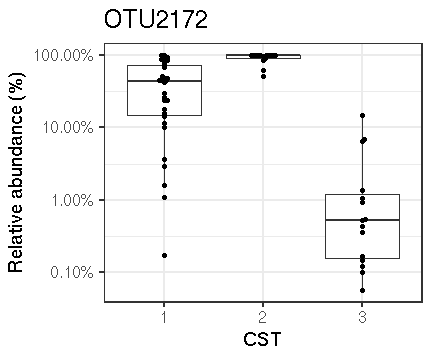 OTU2172
Relative abundance (%)
100.00%
10.00%
1.00%
0.10%
1 2 3
CST